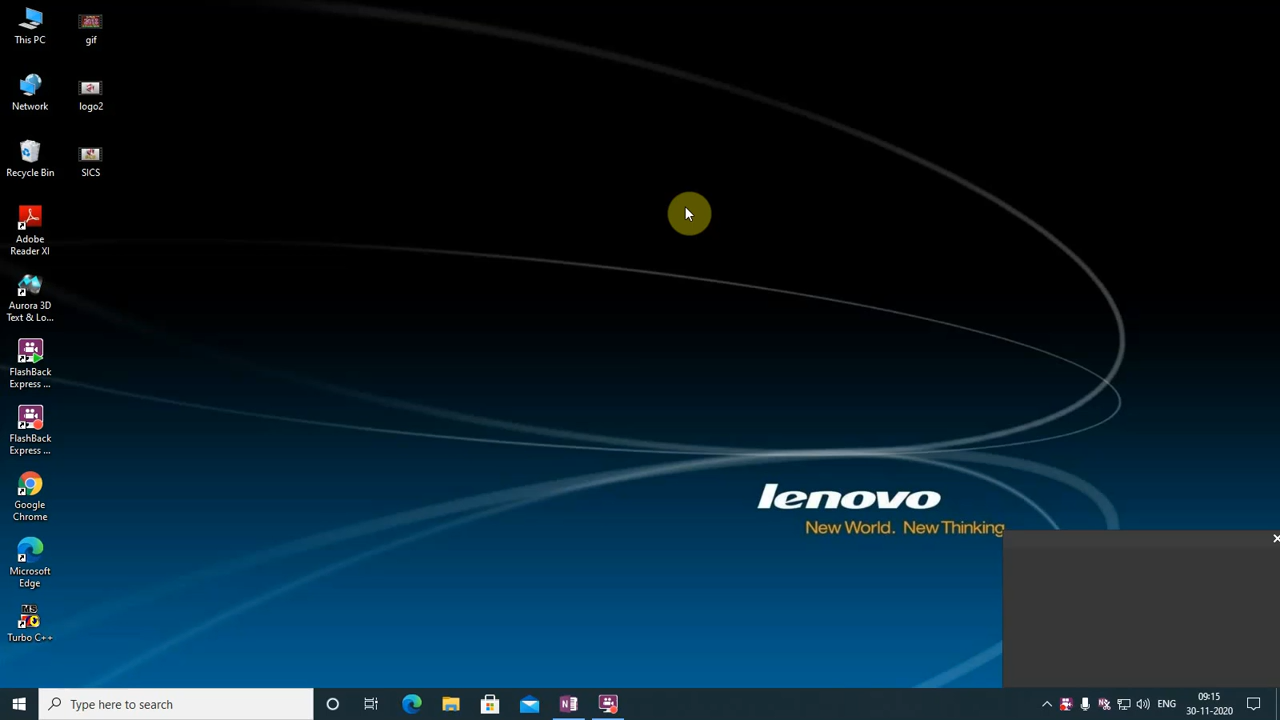 This PC
gif
Network
logo2
Recycle Bin
SICS
Adobe
Reader XI
Aurora 3D
Text & Lo...
FlashBack
Express ...
FlashBack
Express ...
Google
Chrome
Microsoft
Edge
MS
Turbo C++
lenovo
New World. New Thinking
Type here to search
ENG
09:15
30-11-2020